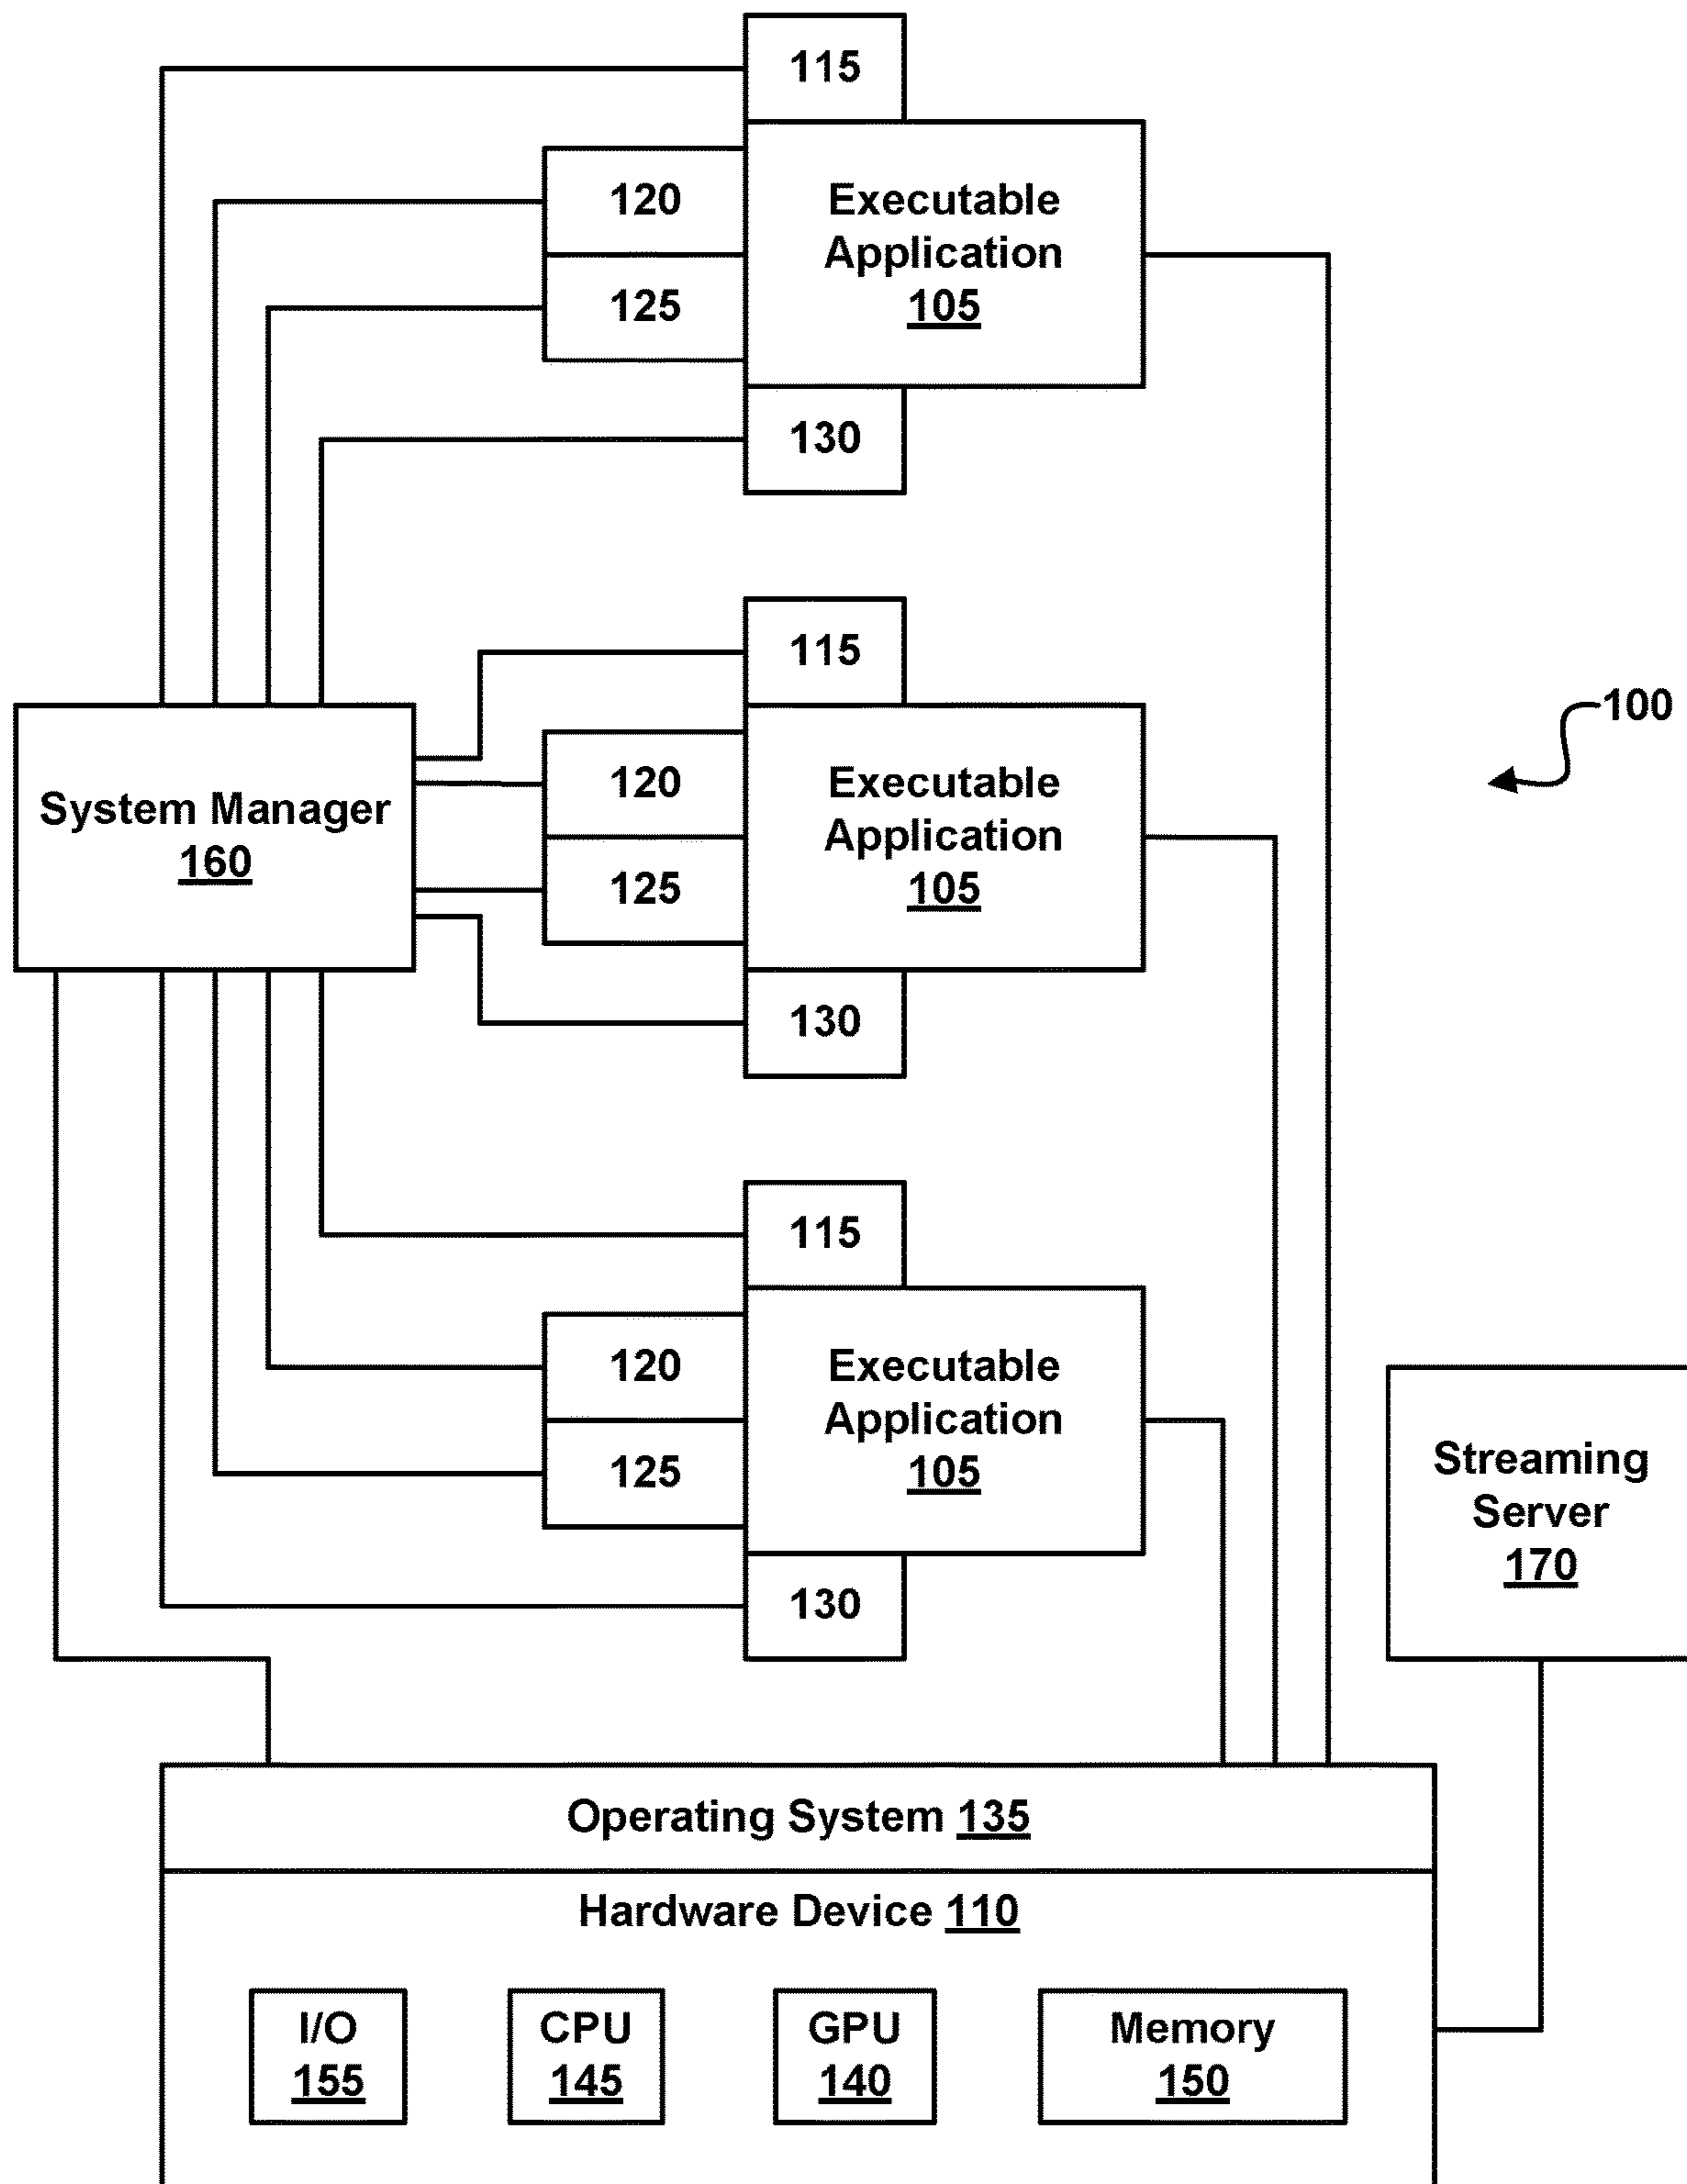 115
120
Executable
Application
105
125
130
115
100
System Manager
160
120
Executable
Application
105
125
130
115
120
Executable
Application
105
125
130
Streaming
Server
170
Operating System 135
Hardware Device 110
I/O
155
CPU
145
GPU
140
Memory
150